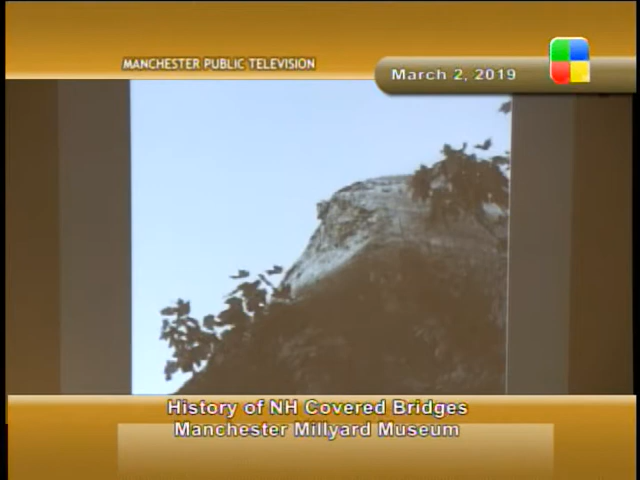 MANCHESTER PUBLIC TELEVISION
March 2, 2019
History of NH Covered Bridges
Manchester Millyard Museum